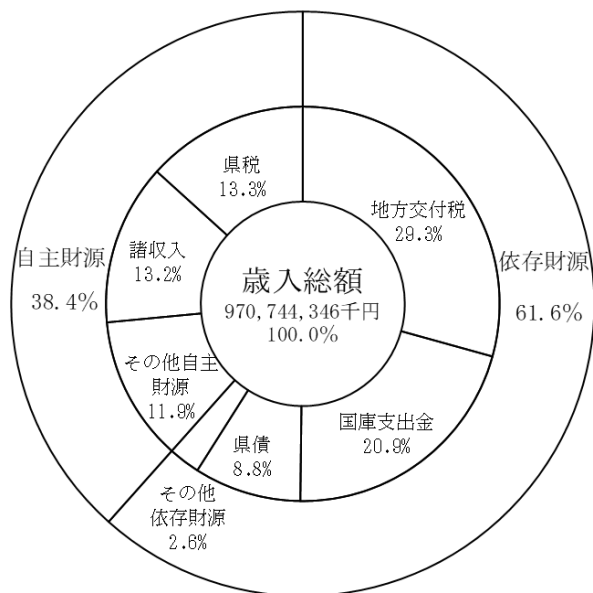 県税
13.3%
地方交付税
29.3%
諸収入
13.2%
自主財源
38.4%
歳入総額
970,744,346千円
100.0%
依存財源
61.6%
その他自主
財源
11.9%
国庫支出金
20.9%
県債
8.8%
その他
依存財源
2.6%